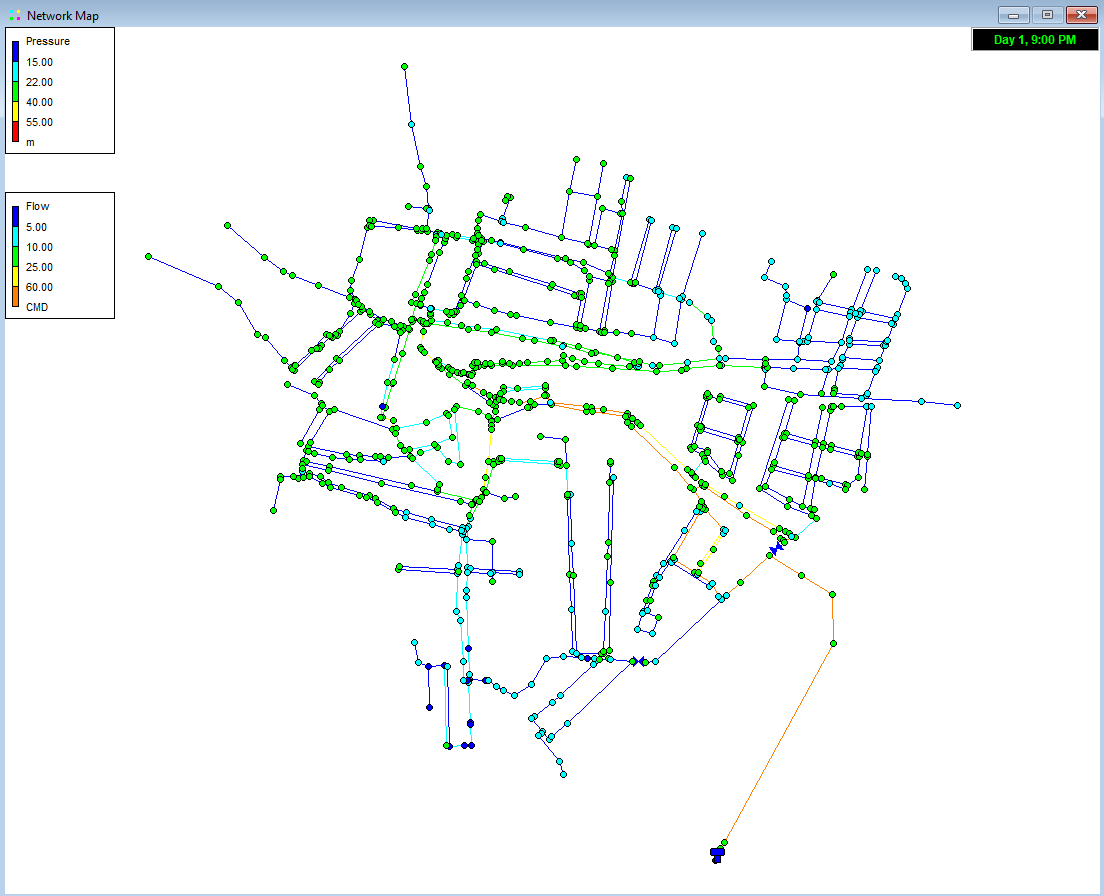 Network Map
Day 1, 9:00 PM
Pressure
15.00
22.00
40.00
55.00
m
Flow
5.00
10.00
25.00
60.00
CMD